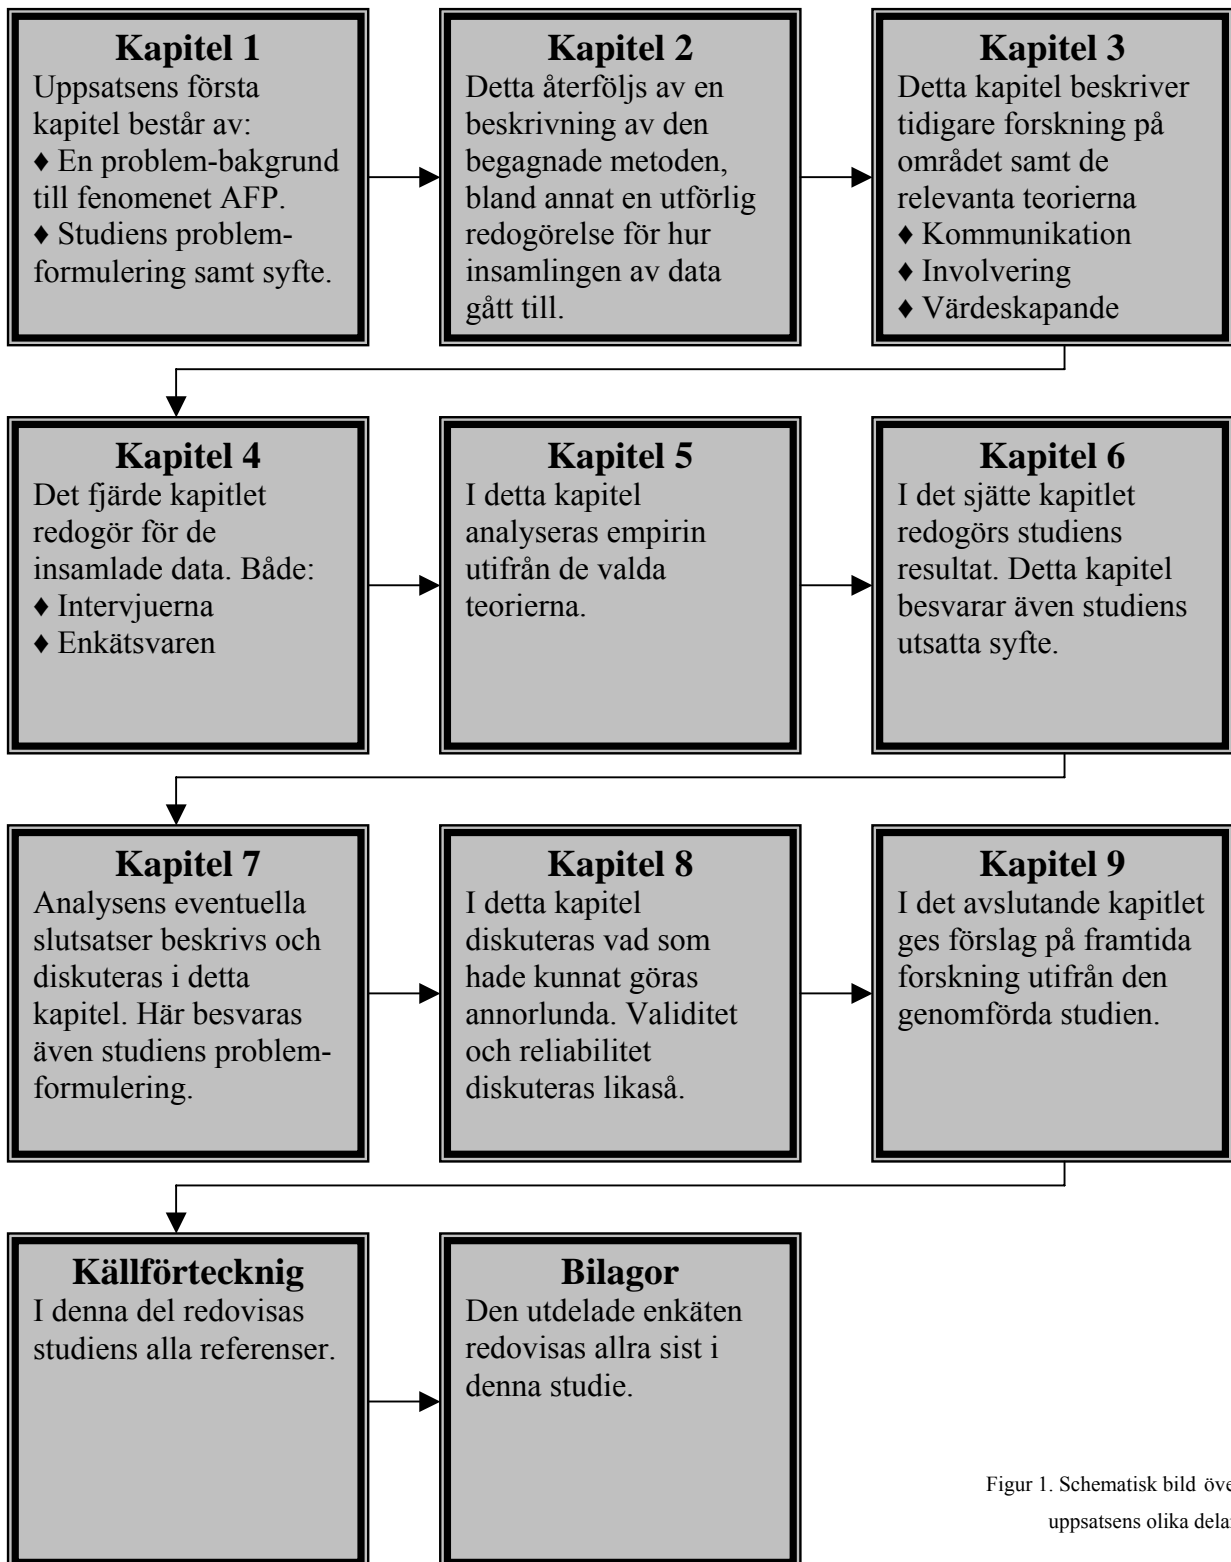 Kapitel 1
Uppsatsens första
kapitel består av:
♦ En problem-bakgrund
till fenomenet AFP.
♦ Studiens problem-
formulering samt syfte.
Kapitel 2
Detta återföljs av en
beskrivning av den
begagnade metoden,
bland annat en utförlig
redogörelse för hur
insamlingen av data
gått till.
Kapitel 3
Detta kapitel beskriver
tidigare forskning på
området samt de
relevanta teorierna
♦ Kommunikation
♦ Involvering
♦ Värdeskapande
Kapitel 4
Det fjärde kapitlet
redogör för de
insamlade data. Både:
♦ Intervjuerna
♦ Enkätsvaren
Kapitel 5
I detta kapitel
analyseras empirin
utifrån de valda
teorierna.
Kapitel 6
I det sjätte kapitlet
redogörs studiens
resultat. Detta kapitel
besvarar även studiens
utsatta syfte.
Kapitel 7
Analysens eventuella
slutsatser beskrivs och
diskuteras i detta
kapitel. Här besvaras
även studiens problem-
formulering.
Kapitel 8
I detta kapitel
diskuteras vad som
hade kunnat göras
annorlunda. Validitet
och reliabilitet
diskuteras likaså.
Kapitel 9
I det avslutande kapitlet
ges förslag på framtida
forskning utifrån den
genomförda studien.
Källförtecknig
I denna del redovisas
studiens alla referenser.
Bilagor
Den utdelade enkäten
redovisas allra sist i
denna studie.
Figur 1. Schematisk bild öve
uppsatsens olika dela